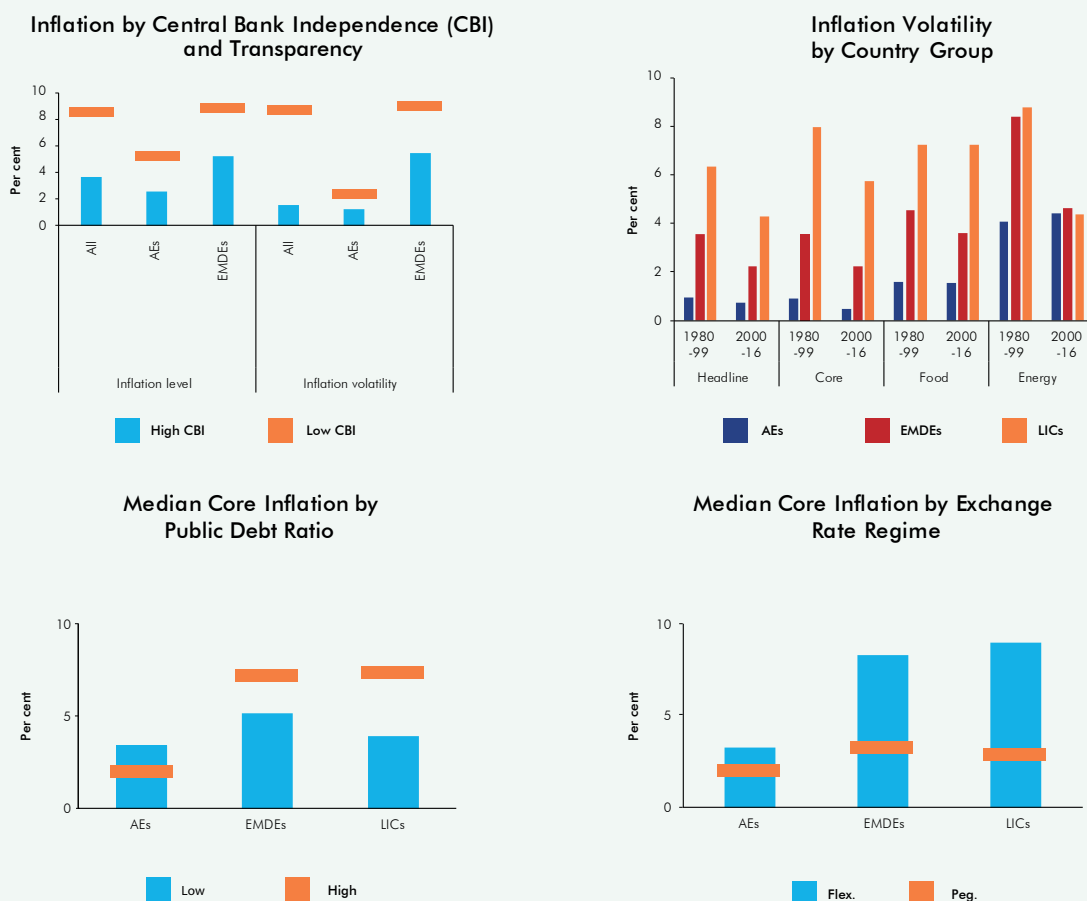 Inflation by Central Bank Independence (CBI)
and Transparency
Per cent
10
8
6
4
2
0
All
AEs
EMDEs
All
AEs
EMDEs
Inflation level
Inflation volatility
High CBI
Low CBI
Inflation Volatility
by Country Group
Per cent
10
8
6
4
2
0
1980
-99
2000
-16
1980
-99
2000
-16
1980
-99
2000
-16
1980
-99
2000
-16
Headline
Core
Food
Energy
AEs
EMDEs
LICs
Median Core Inflation by
Public Debt Ratio
Per cent
10
5
0
AEs
EMDEs
LICs
Low
High
Median Core Inflation by Exchange
Rate Regime
Per cent
10
5
0
AEs
EMDEs
LICs
Flex.
Peg.